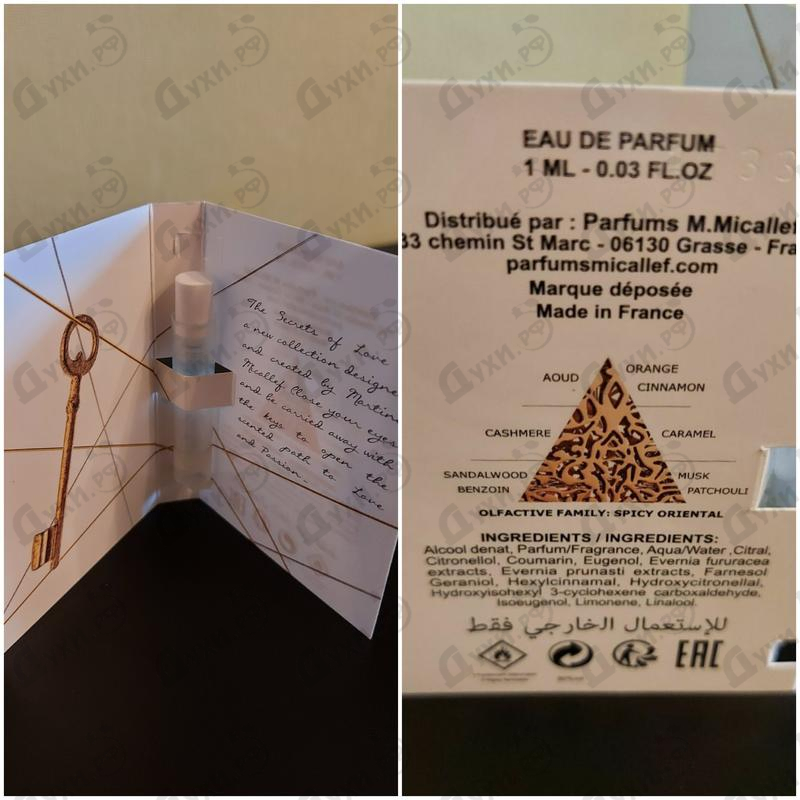 The Secrets of Love
a new collection designe
and created by Martin
Micallef Close your eyes
and be carried away with
the keys to open the
scented path to Love
and Passion.
EAU DE PARFUM
1 ML - 0.03 FL.OZ
Distribué par : Parfums M.Micallef
33 chemin St Marc - 06130 Grasse - Fra
parfumsmicallef.com
Marque déposée
Made in France
AOUD ORANGE
CINNAMON
CASHMERE CARAMEL
SANDALWOOD MUSK
BENZOIN PATCHOULI
OLFACTIVE FAMILY: SPICY ORIENTAL
INGREDIENTS / INGREDIENTS:
Alcool denat, Parfum/Fragrance, Aqua/Water ,Citral,
Citronellol, Coumarin, Eugenol, Evernia fururacea
extracts, Evernia prunasti extracts, Farnesol
Geraniol, Hexylcinnamal, Hydroxycitronellal,
Hydroxyisohexyl 3-cyclohexene carboxaldehyde,
Isoeugenol, Limonene, Linalool.
للإستعمال الخارجي فقط
EAC
Духи.рф